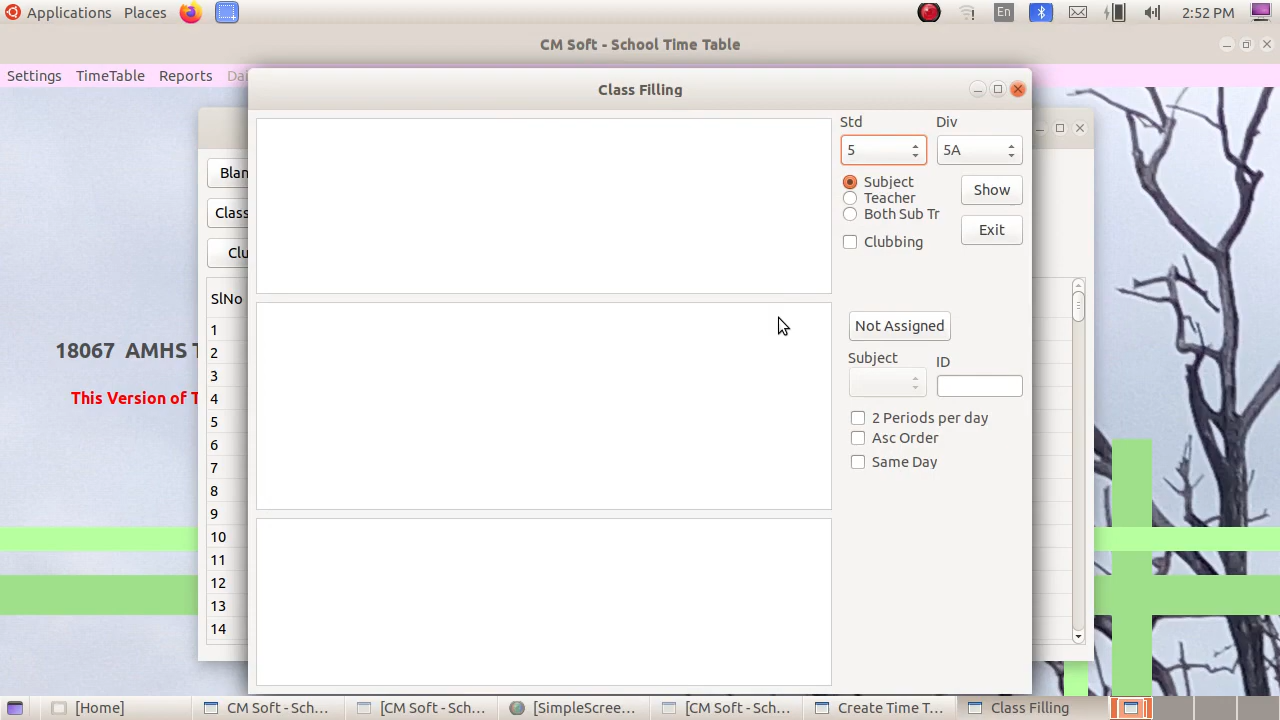 Applications Places En 2:52 PM
CM Soft - School Time Table
Settings TimeTable Reports
Class Filling
Std Div
5 5A
Subject
Teacher
Both Sub Tr
Show
Clubbing
Exit
Not Assigned
Subject ID
2 Periods per day
Asc Order
Same Day
Class
SlNo
1
2
3
4
5
6
7
8
9
10
11
12
13
14
18067 AMHS
This Version of
[Home] CM Soft - Sch... [CM Soft - Sch... [SimpleScree... [CM Soft - Sch... Create Time T... Class Filling